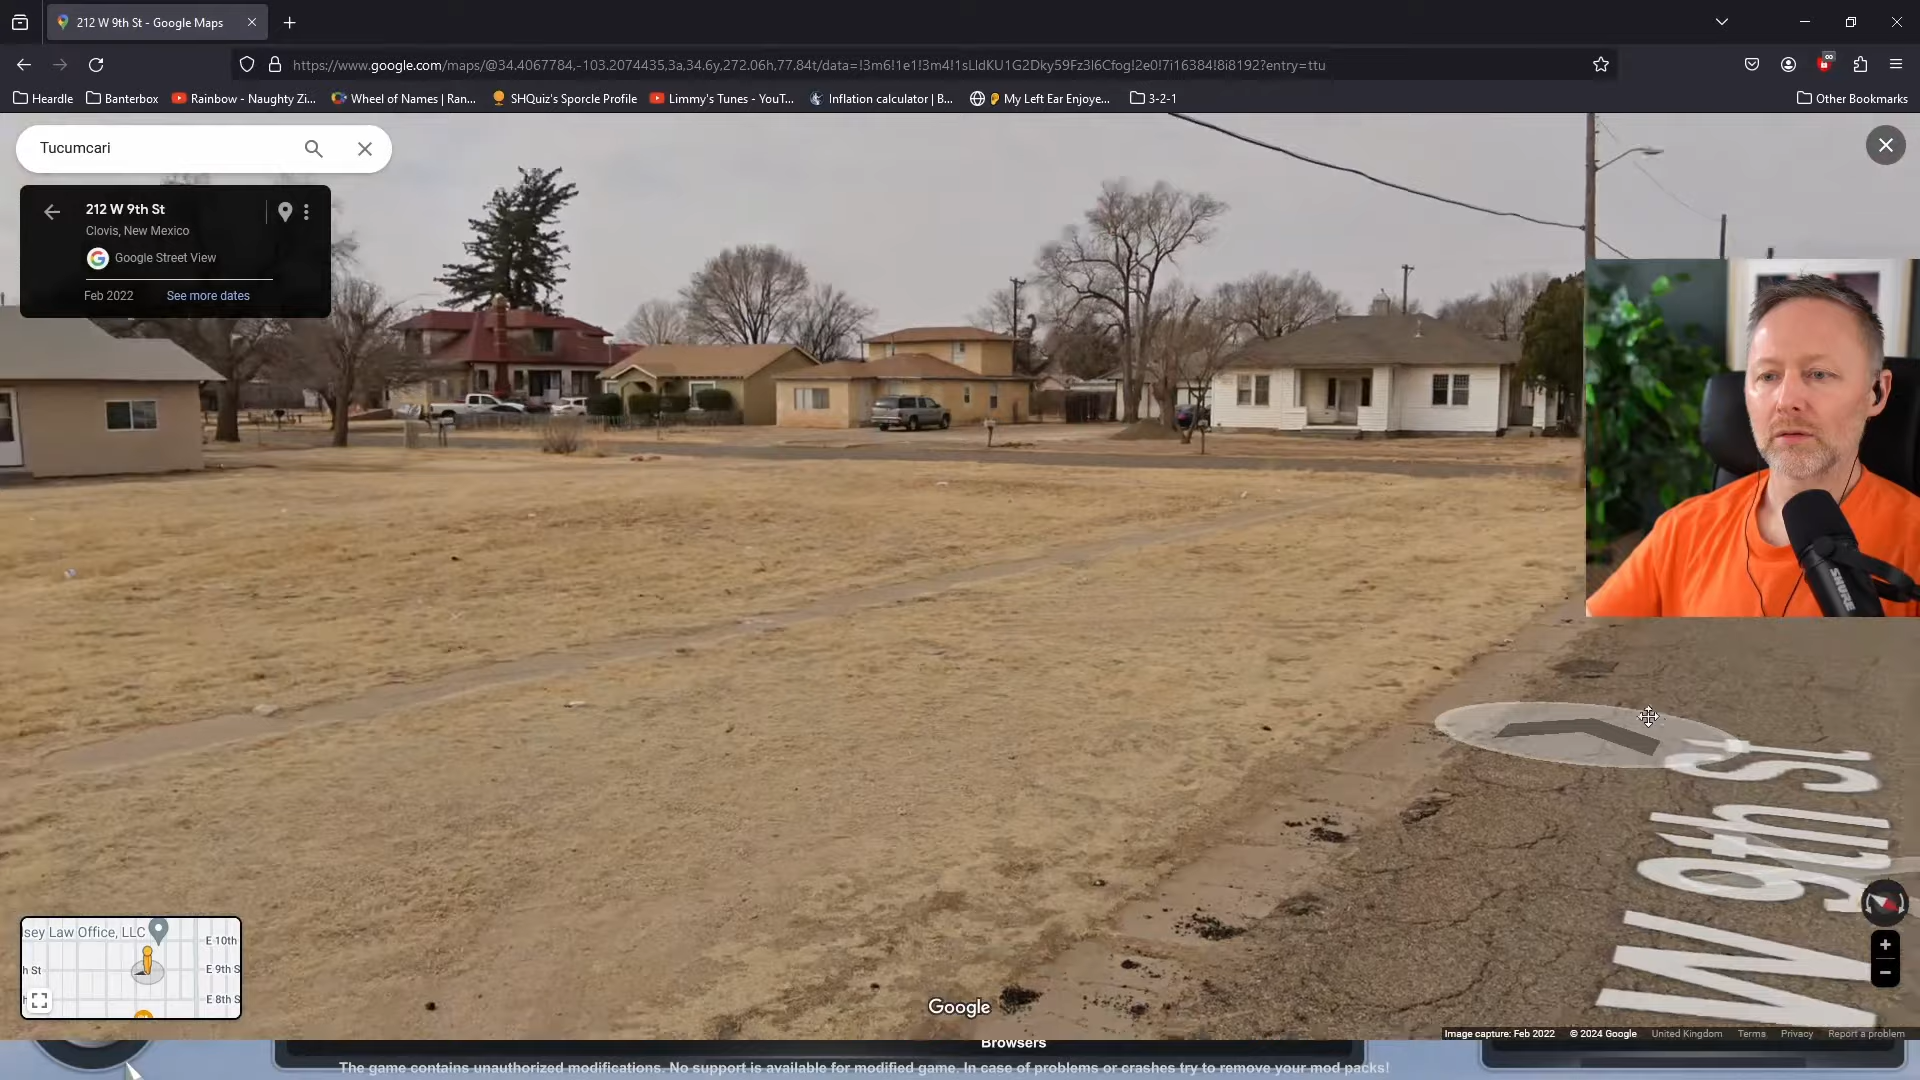 212 W 9th St - Google Maps
https://www.google.com/maps/@34.4067784,-103.2074435,3a,34.6y,272.06h,77.84t/data=!3m6!1e1!3m4!1sLldKU1G2Dky59Fz3l6Cfog!2e0!7i16384!8i8192?entry=ttu
Heardle
Banterbox
Rainbow - Naughty Zi...
Wheel of Names | Ran...
SHQuiz's Sporcle Profile
Limmy's Tunes - YouT...
Inflation calculator | B...
My Left Ear Enjoye...
3-2-1
Other Bookmarks
Tucumcari
212 W 9th St
Clovis, New Mexico
Google Street View
Feb 2022 See more dates
SHURE
W 9th St
sey Law Office, LLC
E 10th
h St
E 9th S
E 8th S
Google
Image capture: Feb 2022 © 2024 Google United Kingdom Terms Privacy Report a problem
Browsers
The game contains unauthorized modifications. No support is available for modified game. In case of problems or crashes try to remove your mod packs!